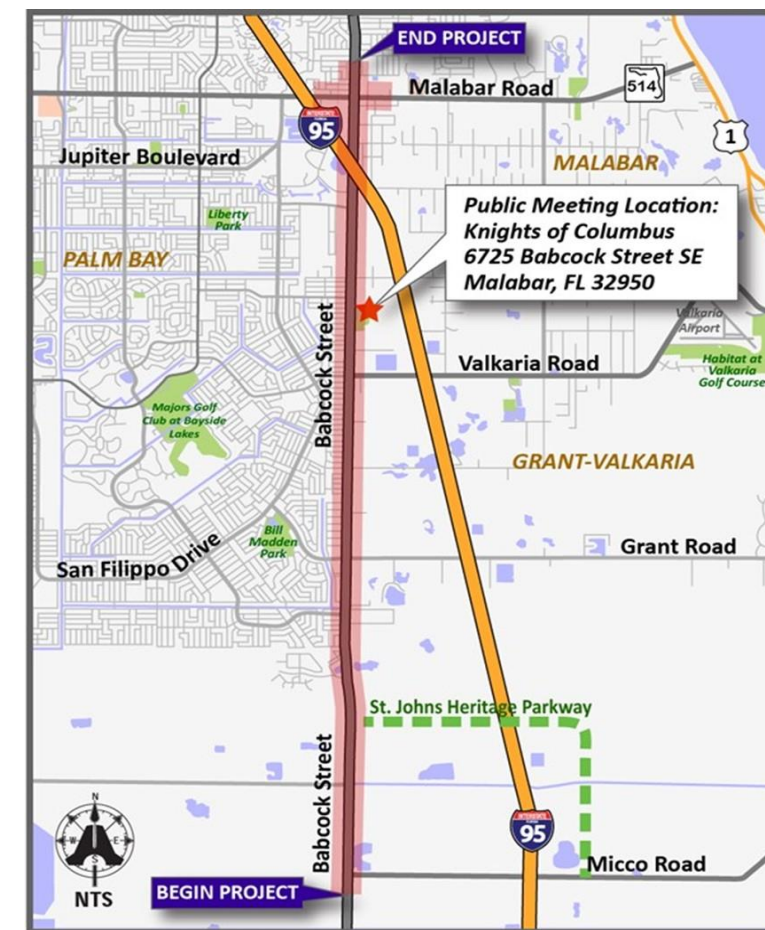 END PROJECT
Malabar Road
514
INTERSTATE
95
1
Jupiter Boulevard
MALABAR
Liberty
Park
Public Meeting Location:
Knights of Columbus
6725 Babcock Street SE
Malabar, FL 32950
PALM BAY
Babcock Street
Valkaria
Airport
Valkaria Road
Habitat at
Valkaria
Golf Course
Majors Golf
Club at Bayside
Lakes
GRANT-VALKARIA
Bill
Madden
Park
Grant Road
San Filippo Drive
St. Johns Heritage Parkway
Babcock Street
INTERSTATE
95
N
W
E
S
NTS
Micco Road
BEGIN PROJECT